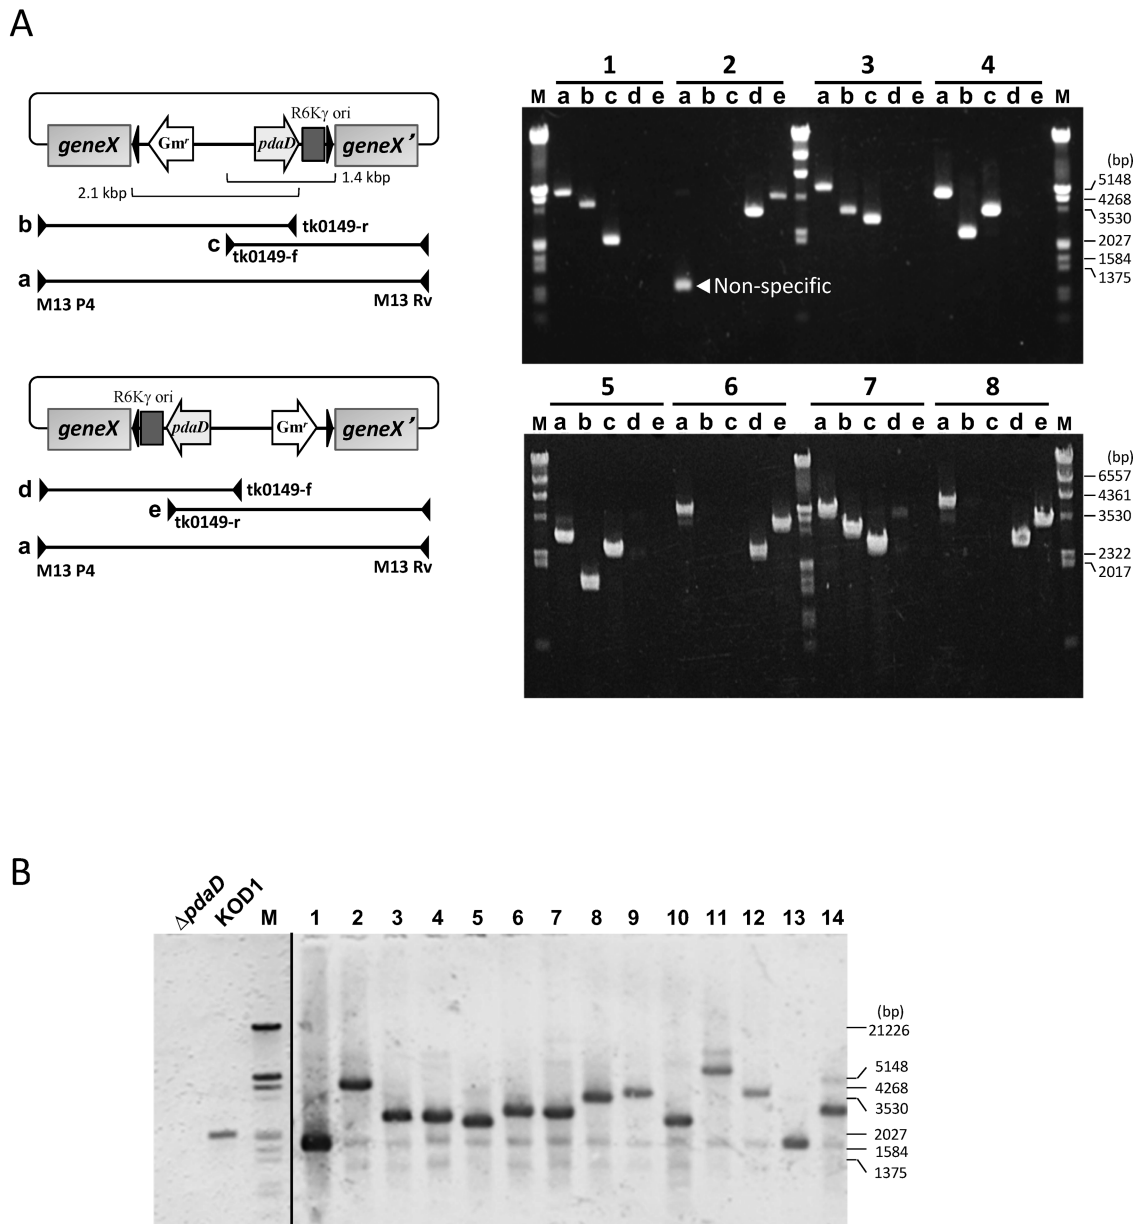 A
R6Kγ ori
geneX Gmʳ pdaD geneX’
2.1 kbp 1.4 kbp
b tk0149-r
c tk0149-f
a
M13 P4 M13 Rv
R6Kγ ori
geneX pdaD Gmʳ geneX’
d tk0149-f
e tk0149-r
a
M13 P4 M13 Rv
1 2 3 4
M a b c d e a b c d e a b c d e a b c d e M
(bp)
5148
4268
3530
2027
1584
1375
Non-specific
5 6 7 8
M a b c d e a b c d e a b c d e a b c d e M
(bp)
6557
4361
3530
2322
2017
B
ΔpdaD KOD1 M 1 2 3 4 5 6 7 8 9 10 11 12 13 14
(bp)
21226
5148
4268
3530
2027
1584
1375